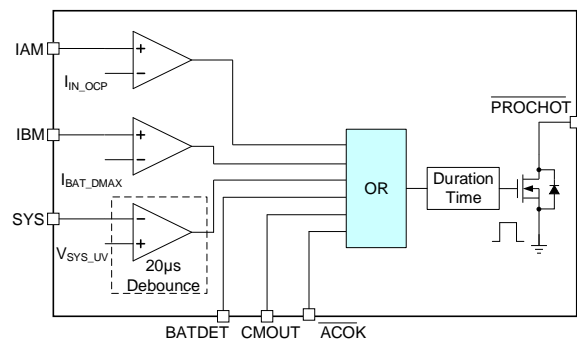 IAM
+
−
I_IN_OCP
PROCHOT
IBM
+
−
I_BAT_DMAX
OR
Duration
Time
SYS
−
+
V_SYS_UV
20µs
Debounce
BATDET
CMOUT
ACOK